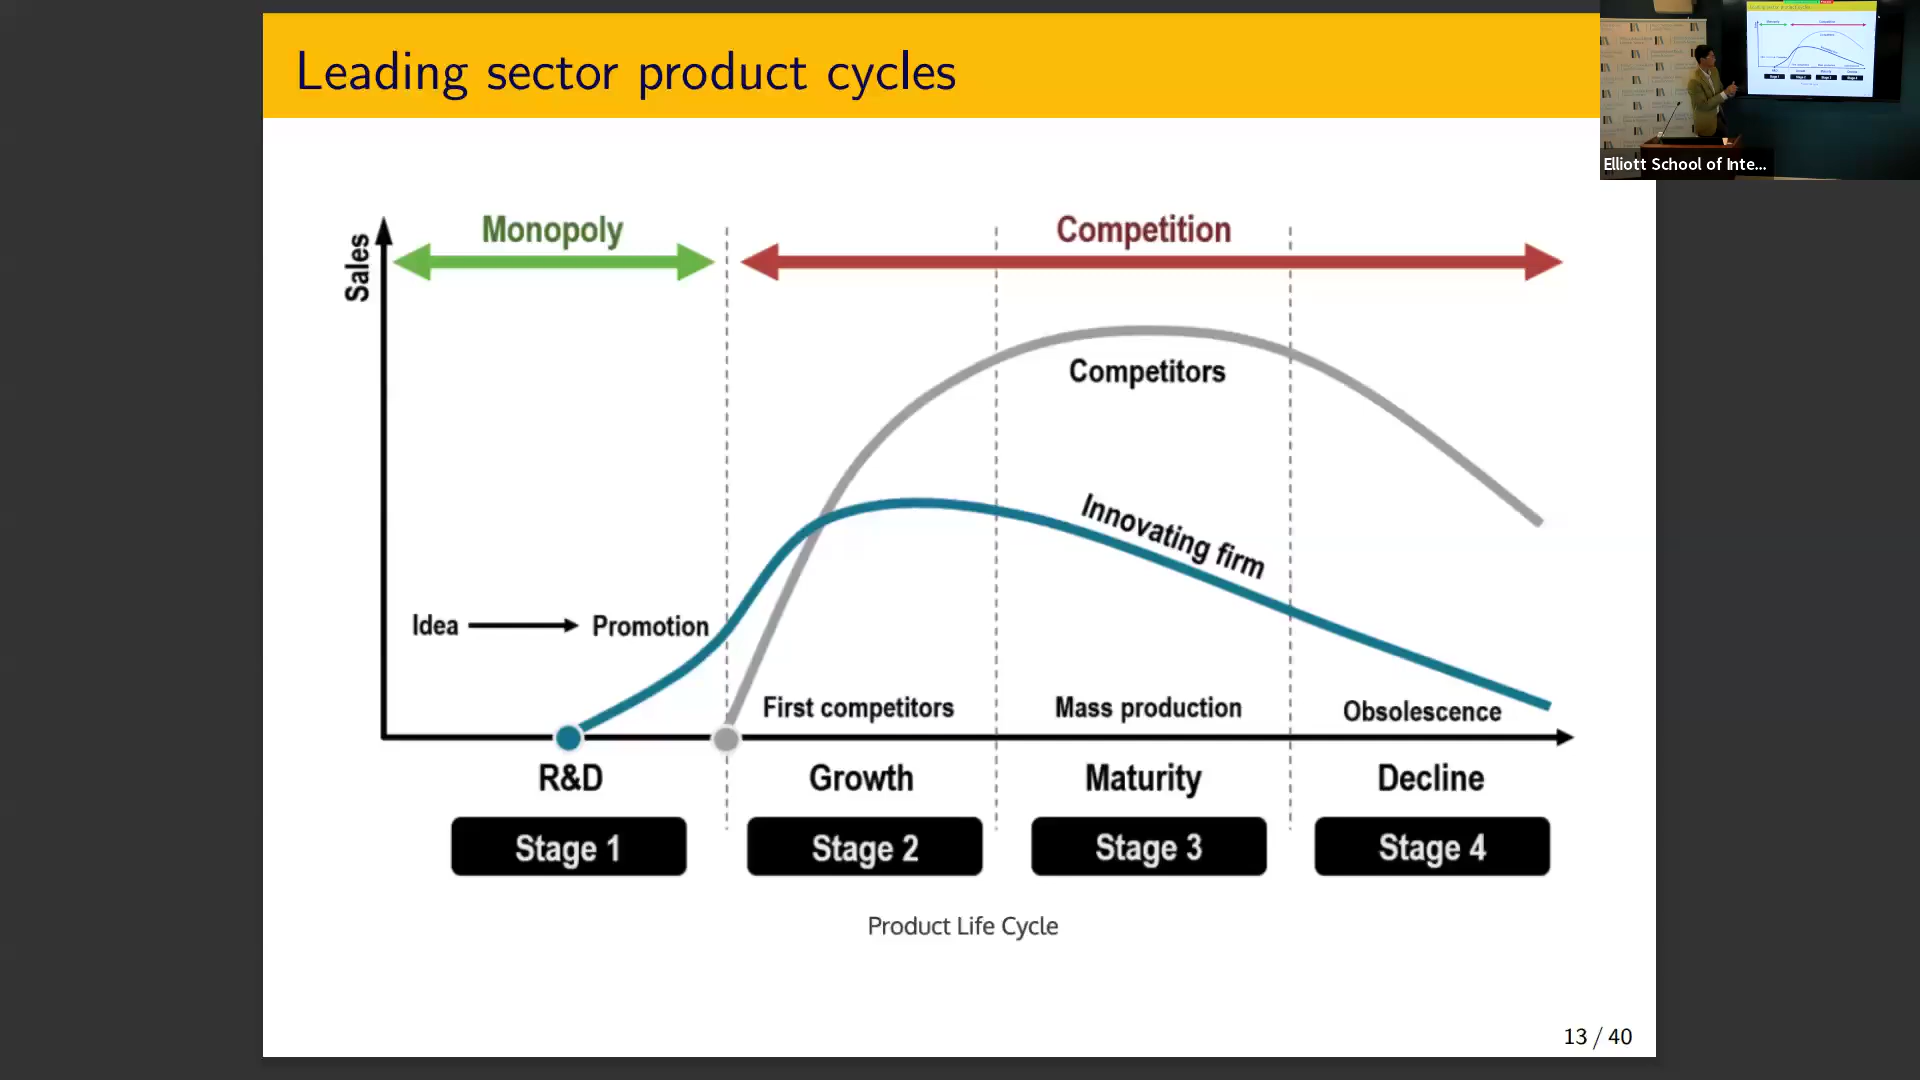 Leading sector product cycles
Elliott School of Inte...
Sales
Monopoly
Competition
Competitors
Innovating firm
Idea
Promotion
First competitors
Mass production
Obsolescence
R&D
Growth
Maturity
Decline
Stage 1
Stage 2
Stage 3
Stage 4
Product Life Cycle
13 / 40